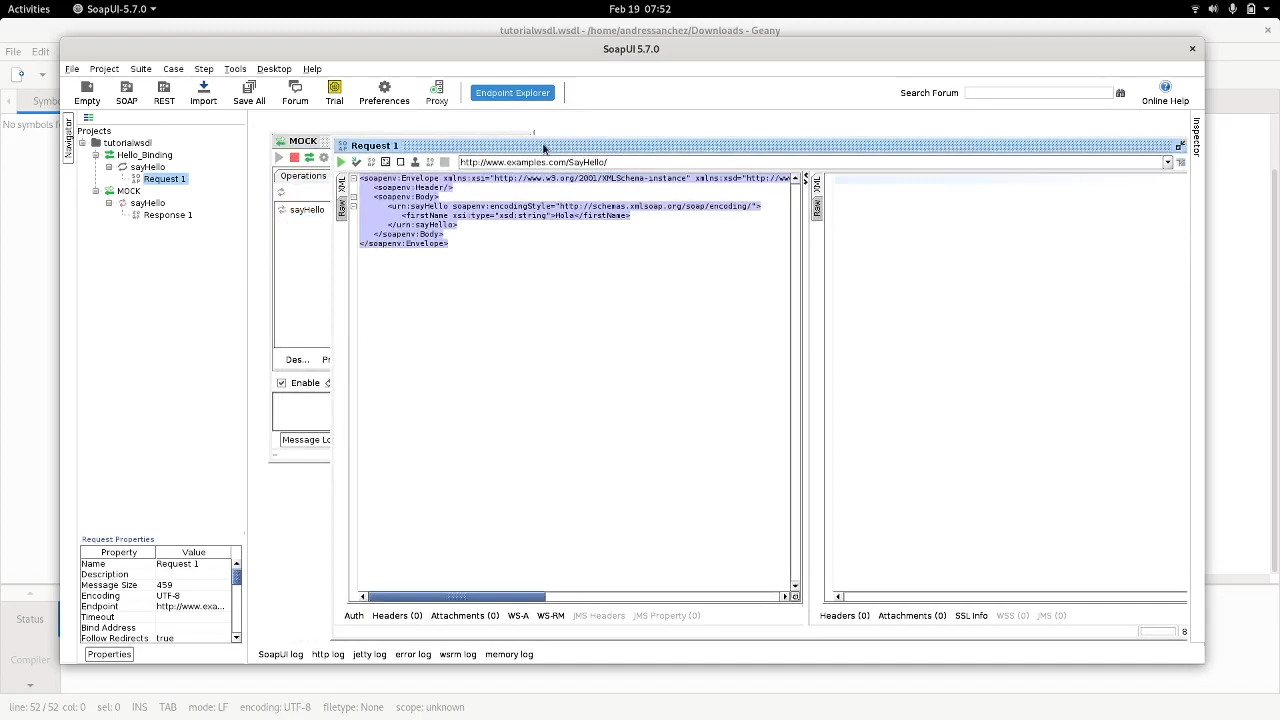 Activities SoapUI-5.7.0 Feb 19 07:52
tutorialwsdl.wsdl - /home/andressanchez/Downloads - Geany
File Edit
SoapUI 5.7.0
File Project Suite Case Step Tools Desktop Help
Empty SOAP REST Import Save All Forum Trial Preferences Proxy
Endpoint Explorer
Search Forum
Online Help
Navigator
Inspector
No symbols f
Projects
tutorialwsdl
Hello_Binding
sayHello
Request 1
MOCK
sayHello
Response 1
MOCK
Operations
sayHello
Des...
Enable
Message Lo
Request 1
http://www.examples.com/SayHello/
XML
Raw
<soapenv:Envelope xmlns:xsi="http://www.w3.org/2001/XMLSchema-instance" xmlns:xsd="http://ww
<soapenv:Header/>
<soapenv:Body>
<urn:sayHello soapenv:encodingStyle="http://schemas.xmlsoap.org/soap/encoding/">
<firstName xsi:type="xsd:string">Hola</firstName>
</urn:sayHello>
</soapenv:Body>
</soapenv:Envelope>
XML
Raw
Auth Headers (0) Attachments (0) WS-A WS-RM JMS Headers JMS Property (0)
Headers (0) Attachments (0) SSL Info WSS (0) JMS (0)
8
Request Properties
Property Value
Name Request 1
Description
Message Size 459
Encoding UTF-8
Endpoint http://www.exa...
Timeout
Bind Address
Follow Redirects true
Properties
SoapUI log http log jetty log error log wsrm log memory log
Status
Compiler
line: 52 / 52 col: 0 sel: 0 INS TAB mode: LF encoding: UTF-8 filetype: None scope: unknown